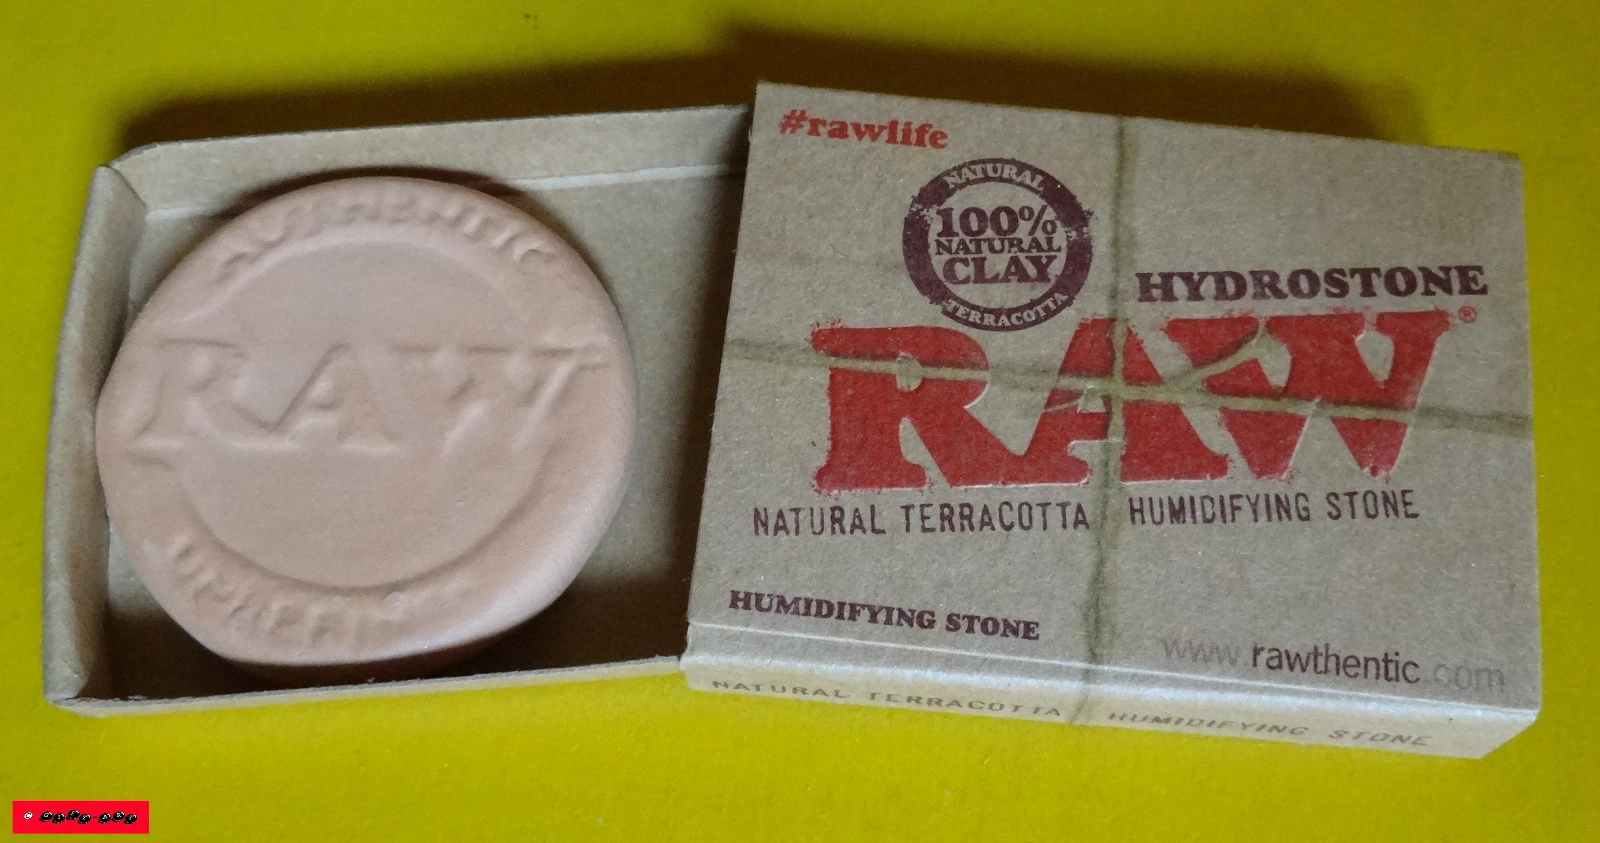 AUTHENTIC
RAW
#rawlife
NATURAL
100%
NATURAL
CLAY
TERRACOTTA
HYDROSTONE
RAW®
NATURAL TERRACOTTA HUMIDIFYING STONE
HUMIDIFYING STONE
www.rawthentic.com
NATURAL TERRACOTTA HUMIDIFYING STONE
©